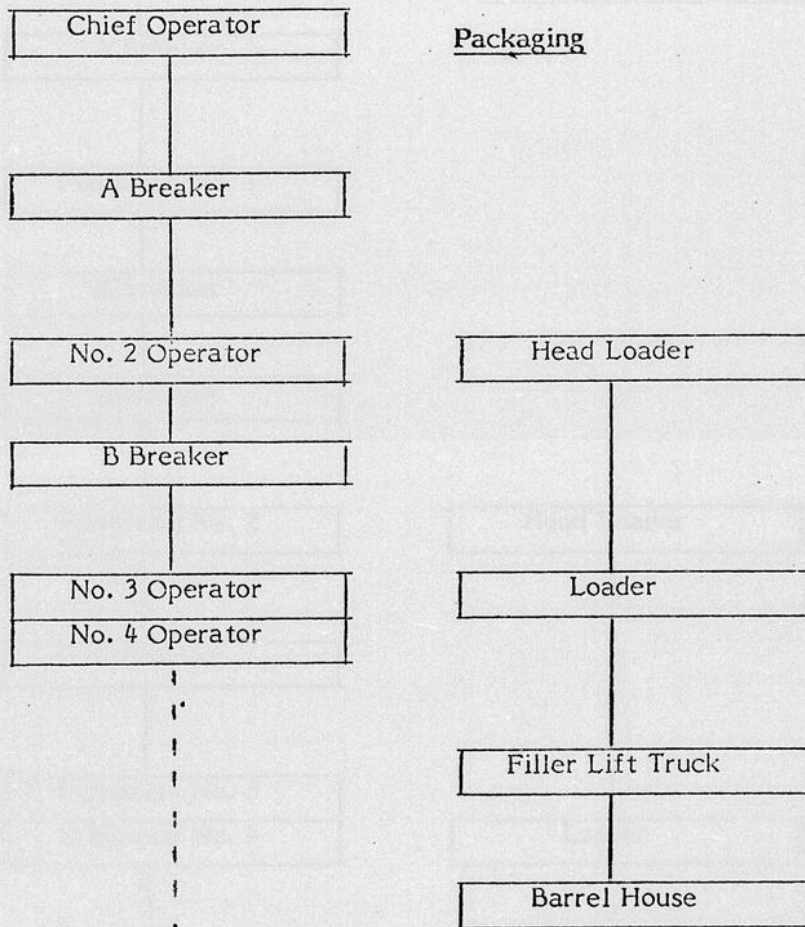 Chief Operator
A Breaker
No. 2 Operator
B Breaker
No. 3 Operator
No. 4 Operator
Packaging
Head Loader
Loader
Filler Lift Truck
Barrel House